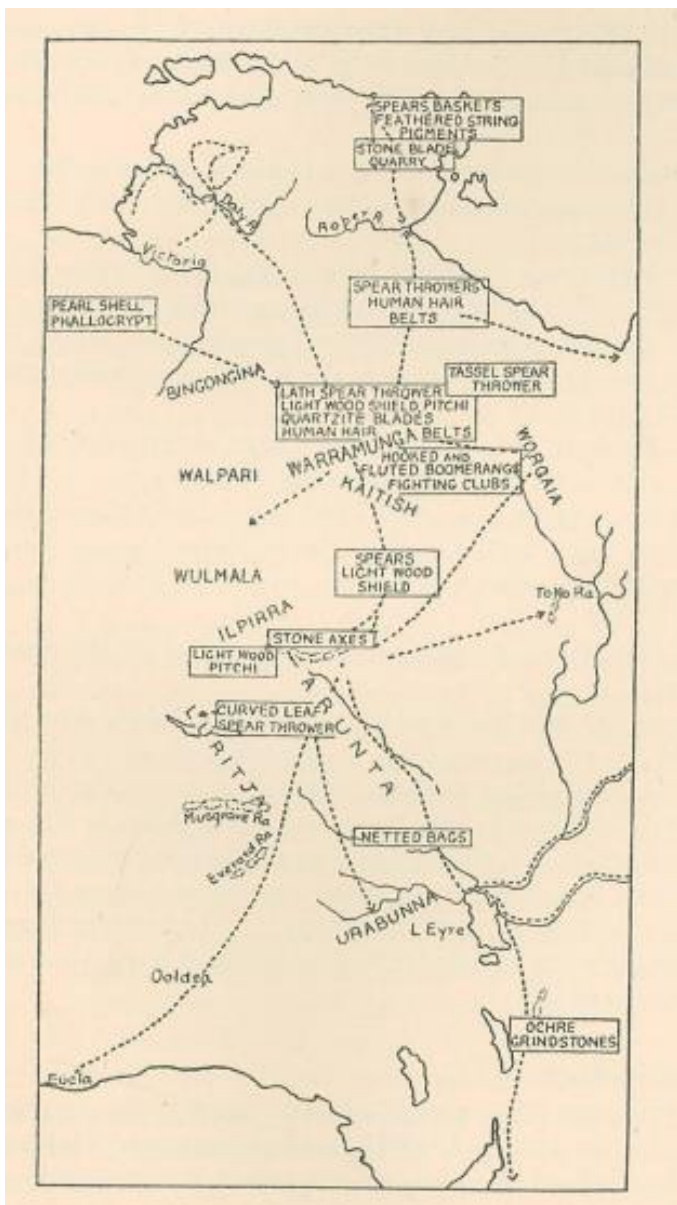 SPEARS BASKETS
FEATHERED STRING
PIGMENTS
STONE BLADE
QUARRY
Daly R
Roper R
Victoria
SPEAR THROWERS
HUMAN HAIR
BELTS
PEARL SHELL
PHALLOCRYPT
BINGONGINA
TASSEL SPEAR
THROWER
LATH SPEAR THROWER
LIGHT WOOD SHIELD PITCHI
QUARTZITE BLADES
HUMAN HAIR BELTS
WARRAMUNGA
WORGAIA
HOOKED AND
FLUTED BOOMERANGS
FIGHTING CLUBS
WALPARI
KAITISH
SPEARS
LIGHT WOOD
SHIELD
WULMALA
ToKo Ra
ILPIRRA
STONE AXES
LIGHT WOOD
PITCHI
ARUNTA
CURVED LEAF
SPEAR THROWER
RITJA
Musgrave Ra
Everard Ra
NETTED BAGS
URABUNNA
L Eyre
Ooldea
OCHRE
GRINDSTONES
Eucla